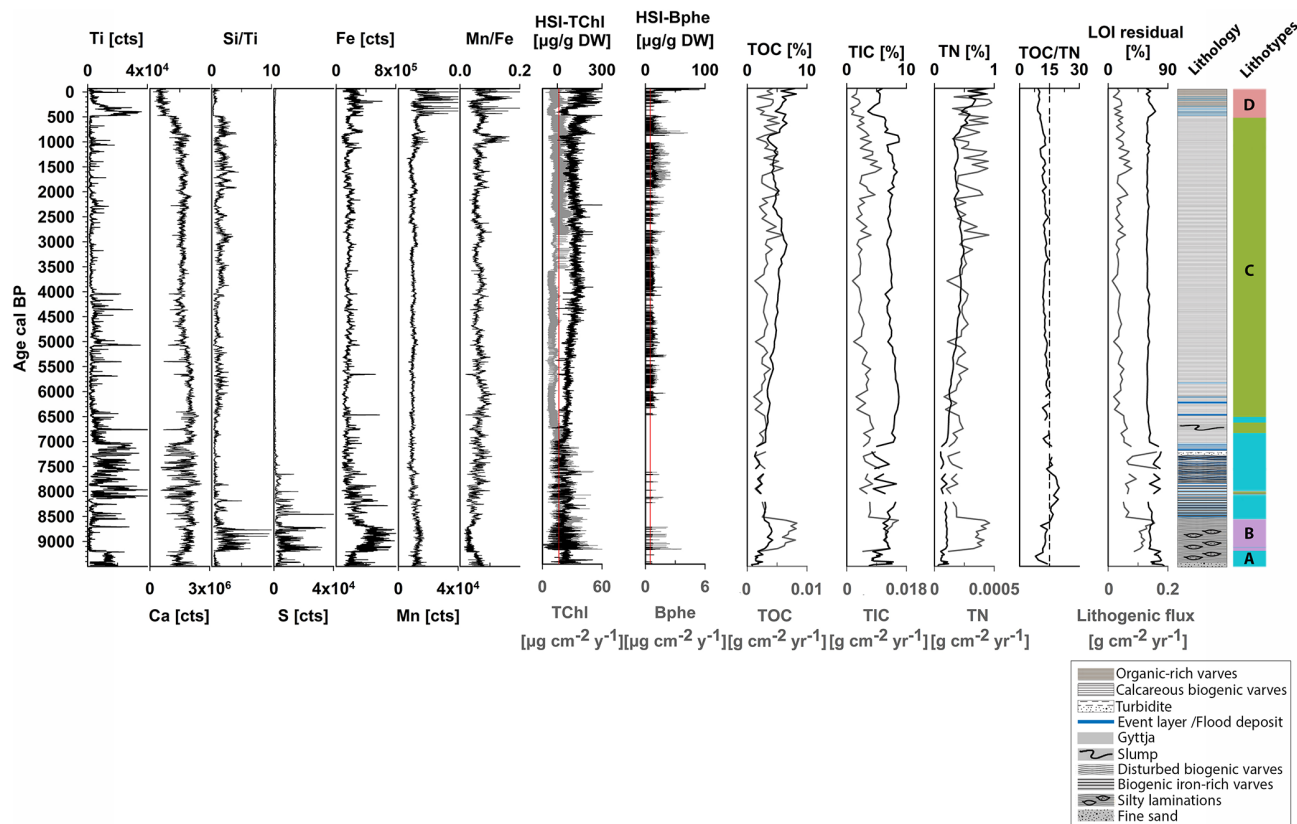 HSI-TChl HSI-Bphe
Ti [cts] Si/Ti Fe [cts] Mn/Fe [µg/g DW] [µg/g DW] TOC [%] TIC [%] TN [%] TOC/TN LOI residual [%] Lithology Lithotypes
0 4x10⁴ 0 10 0 8x10⁵ 0.0 0.2 0 300 0 100 0 10 0 10 0 1 0 15 30 0 90
Age cal BP
0
500
1000
1500
2000
2500
3000
3500
4000
4500
5000
5500
6000
6500
7000
7500
8000
8500
9000
D
C
B
A
0 3x10⁶ 0 4x10⁴ 0 4x10⁴ 0 60 0 6 0 0.01 0 0.018 0 0.0005 0 0.2
Ca [cts] S [cts] Mn [cts] TChl Bphe TOC TIC TN Lithogenic flux
[µg cm⁻² y⁻¹] [µg cm⁻² y⁻¹] [g cm⁻² yr⁻¹] [g cm⁻² yr⁻¹] [g cm⁻² yr⁻¹] [g cm⁻² yr⁻¹]
Organic-rich varves
Calcareous biogenic varves
Turbidite
Event layer /Flood deposit
Gyttja
Slump
Disturbed biogenic varves
Biogenic iron-rich varves
Silty laminations
Fine sand